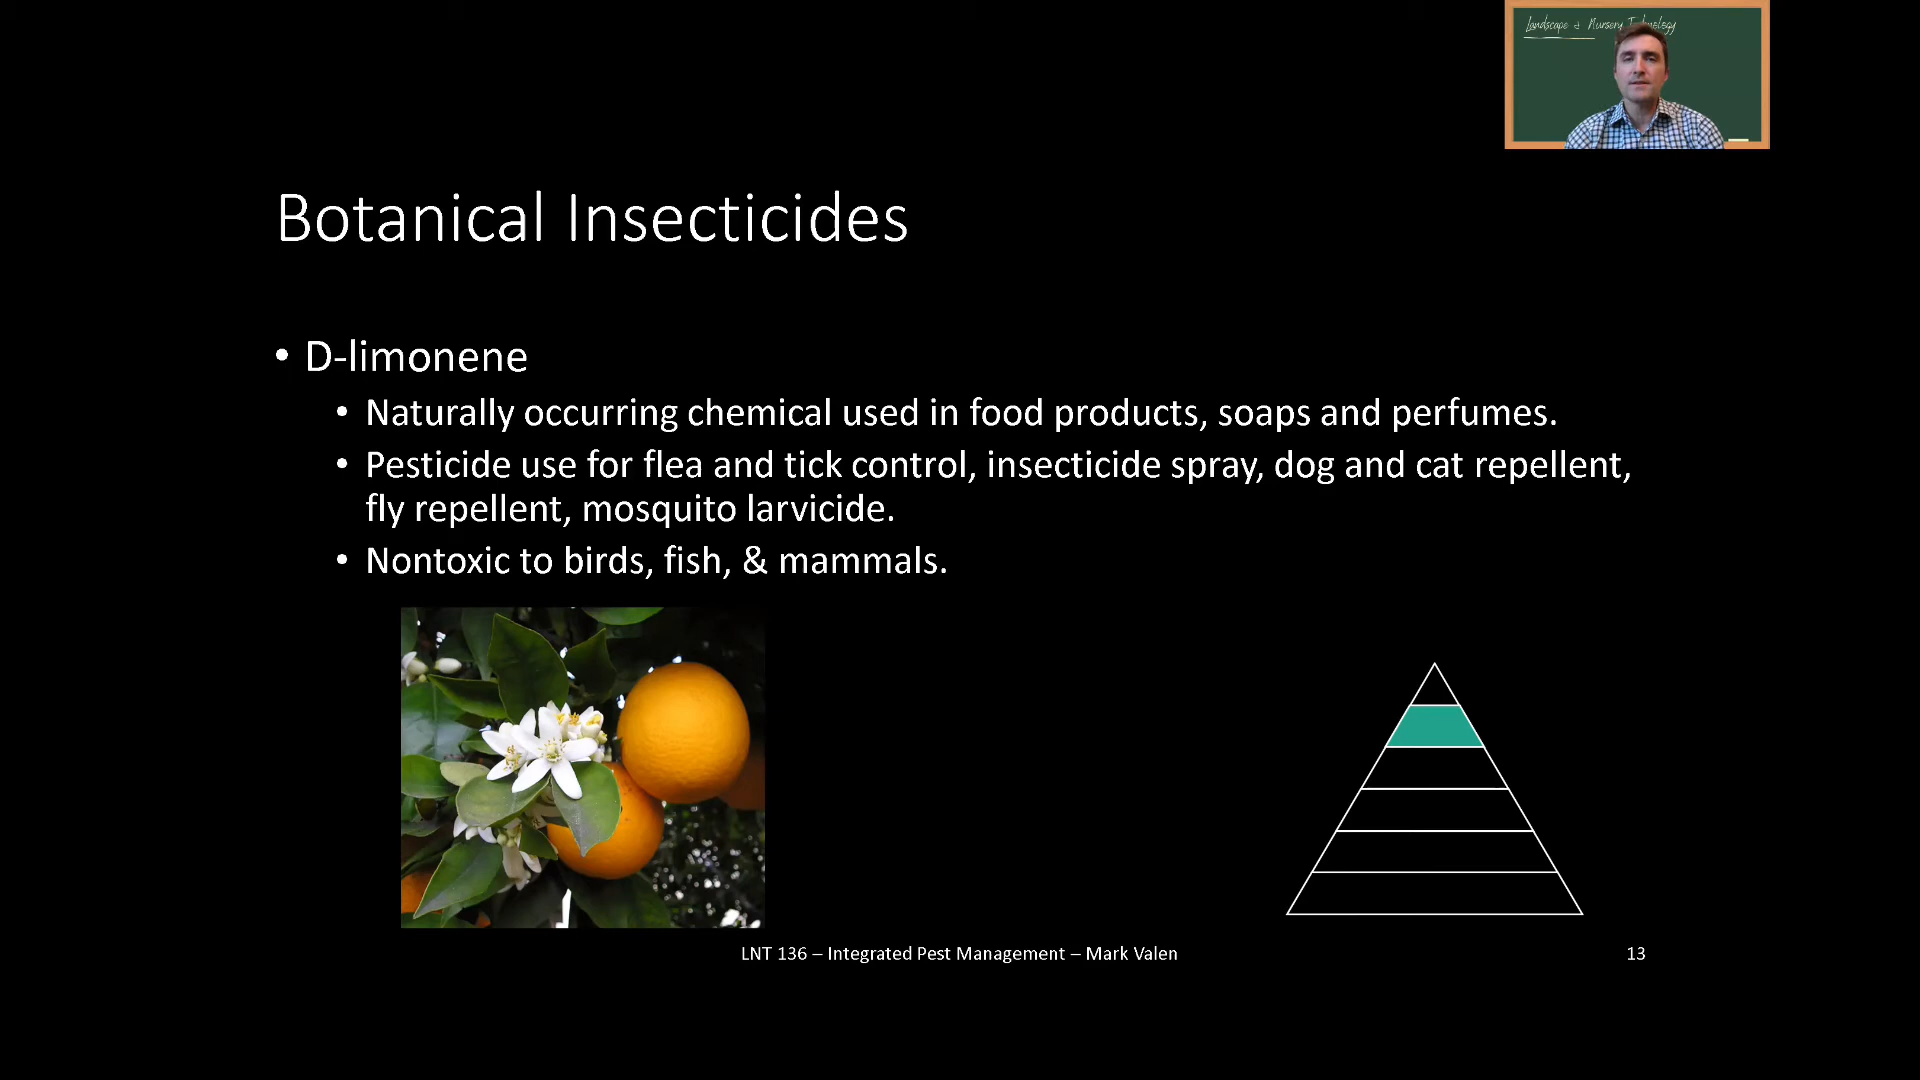 Landscape & Nursery Technology
Botanical Insecticides
• D-limonene
• Naturally occurring chemical used in food products, soaps and perfumes.
• Pesticide use for flea and tick control, insecticide spray, dog and cat repellent,
fly repellent, mosquito larvicide.
• Nontoxic to birds, fish, & mammals.
LNT 136 – Integrated Pest Management – Mark Valen
13